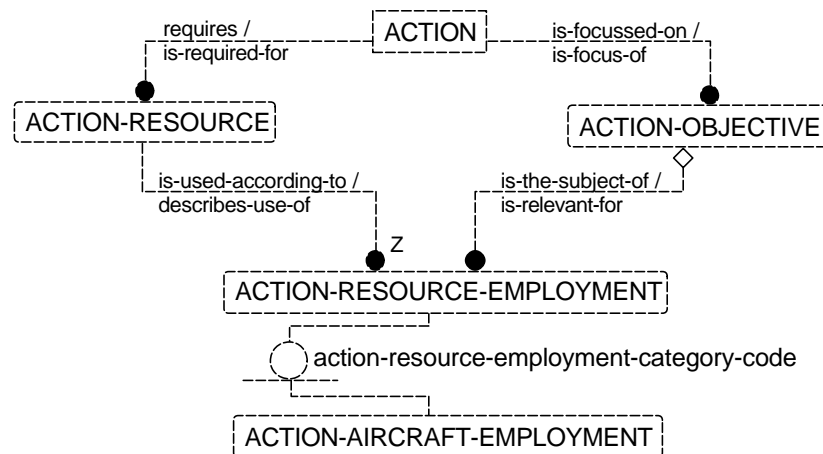 ACTION
requires /
is-required-for
is-focussed-on /
is-focus-of
ACTION-RESOURCE
ACTION-OBJECTIVE
is-used-according-to /
describes-use-of
is-the-subject-of /
is-relevant-for
Z
ACTION-RESOURCE-EMPLOYMENT
action-resource-employment-category-code
ACTION-AIRCRAFT-EMPLOYMENT